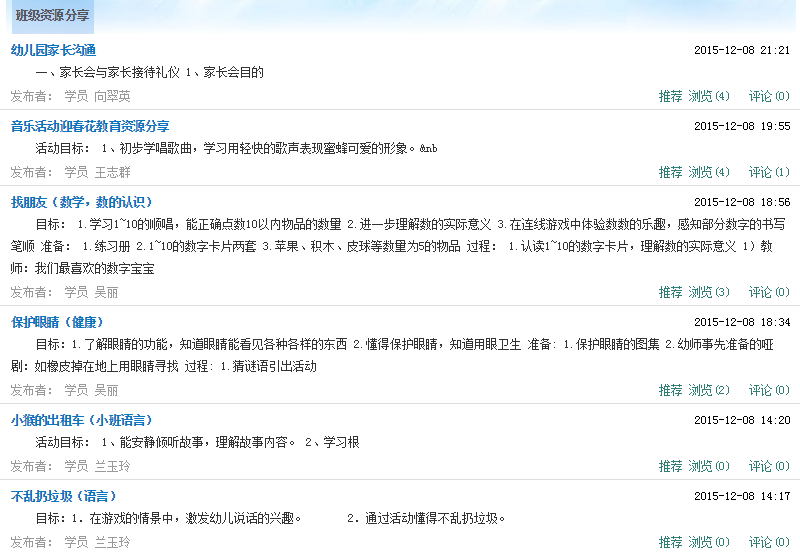 班级资源分享
幼儿园家长沟通 2015-12-08 21:21
一、家长会与家长接待礼仪 1、家长会目的
发布者： 学员 向翠英 推荐 浏览(4) 评论(0)
音乐活动迎春花教育资源分享 2015-12-08 19:55
活动目标： 1、初步学唱歌曲，学习用轻快的歌声表现蜜蜂可爱的形象。&nb
发布者： 学员 王志群 推荐 浏览(4) 评论(1)
找朋友（数学，数的认识） 2015-12-08 18:56
目标： 1.学习1~10的顺唱，能正确点数10以内物品的数量 2.进一步理解数的实际意义 3.在连线游戏中体验数数的乐趣，感知部分数字的书写
笔顺 准备： 1.练习册 2.1~10的数字卡片两套 3.苹果、积木、皮球等数量为5的物品 过程： 1.认读1~10的数字卡片，理解数的实际意义 1）教
师：我们最喜欢的数字宝宝
发布者： 学员 吴丽 推荐 浏览(3) 评论(0)
保护眼睛（健康） 2015-12-08 18:34
目标：1.了解眼睛的功能，知道眼睛能看见各种各样的东西 2.懂得保护眼睛，知道用眼卫生 准备： 1.保护眼睛的图集 2.幼师事先准备的哑
剧：如橡皮掉在地上用眼睛寻找 过程： 1.猜谜语引出活动
发布者： 学员 吴丽 推荐 浏览(2) 评论(0)
小猴的出租车（小班语言） 2015-12-08 14:20
活动目标： 1、能安静倾听故事，理解故事内容。 2、学习根
发布者： 学员 兰玉玲 推荐 浏览(0) 评论(0)
不乱扔垃圾（语言） 2015-12-08 14:17
目标：1．在游戏的情景中，激发幼儿说话的兴趣。 2．通过活动懂得不乱扔垃圾。
发布者： 学员 兰玉玲 推荐 浏览(0) 评论(0)